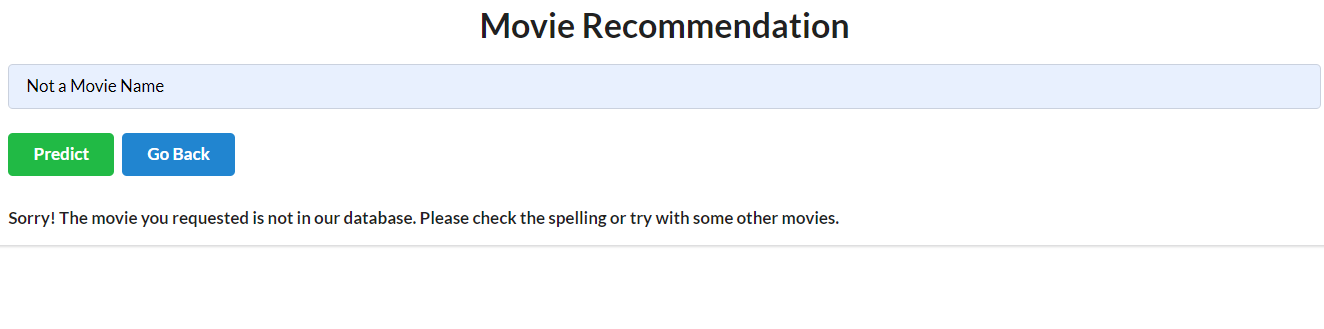 Movie Recommendation
Not a Movie Name
Predict Go Back
Sorry! The movie you requested is not in our database. Please check the spelling or try with some other movies.